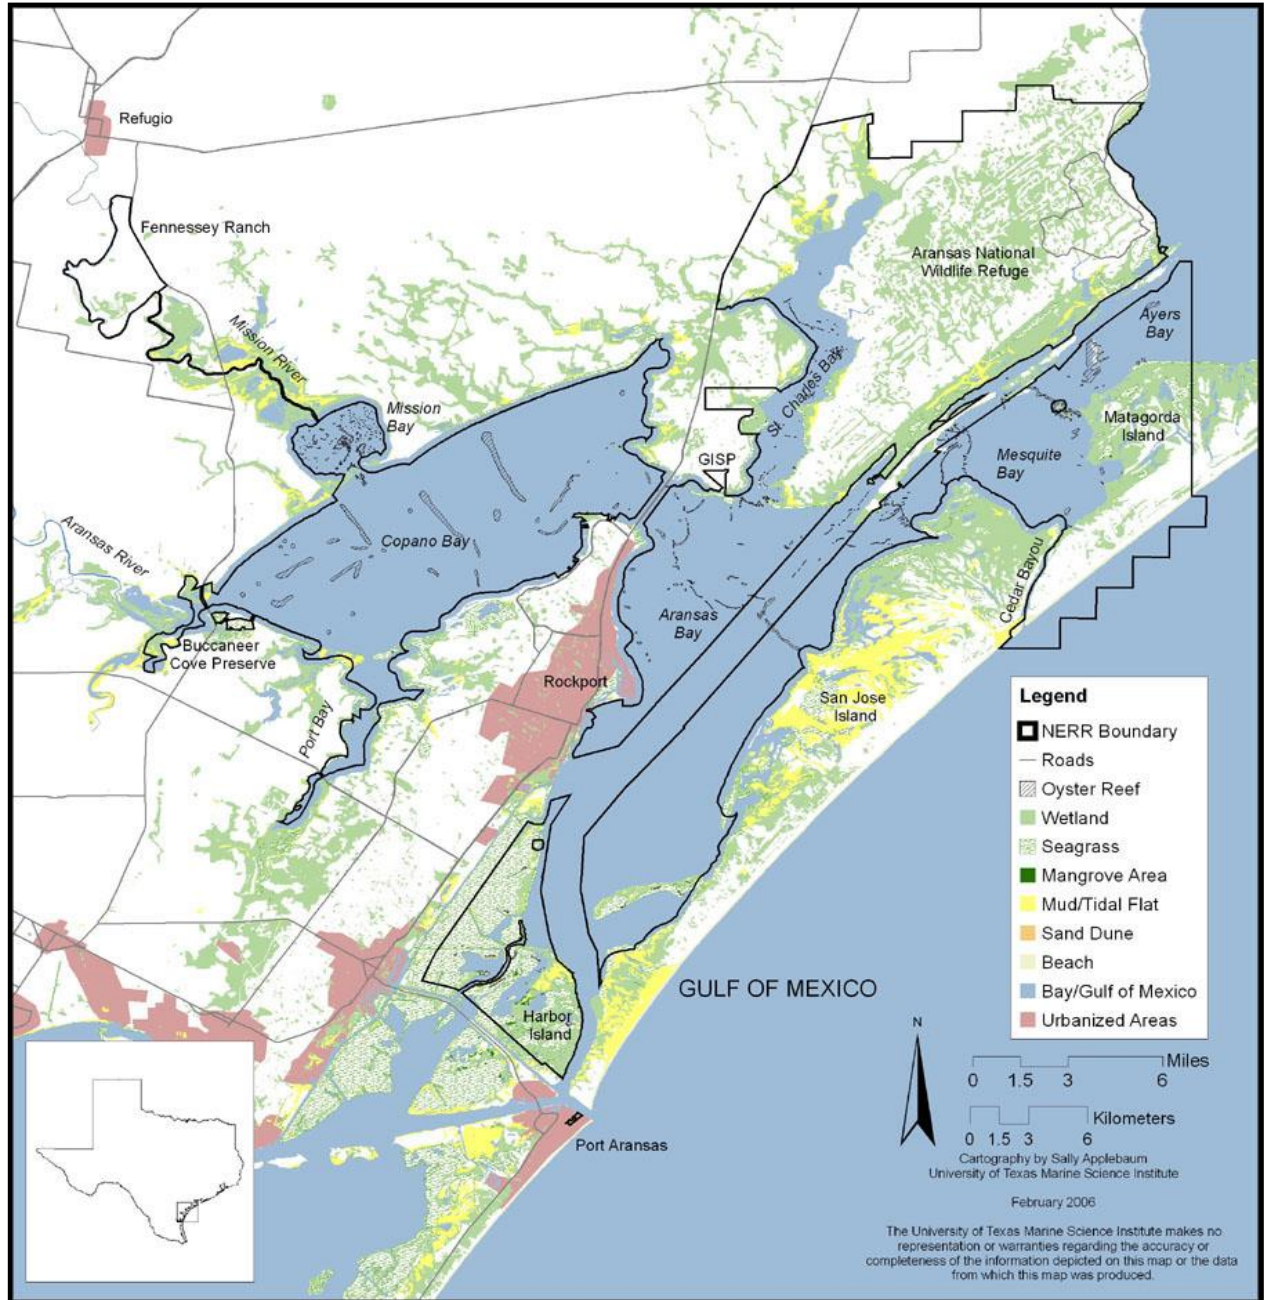 Refugio
Fennessey Ranch
Mission River
Mission
Bay
Aransas National
Wildlife Refuge
Ayers
Bay
St. Charles Bay
Matagorda
Island
GISP
Mesquite
Bay
Aransas River
Copano Bay
Cedar Bayou
Aransas
Bay
Buccaneer
Cove Preserve
Rockport
San Jose
Island
Port Bay
Legend
NERR Boundary
Roads
Oyster Reef
Wetland
Seagrass
Mangrove Area
Mud/Tidal Flat
Sand Dune
Beach
Bay/Gulf of Mexico
Urbanized Areas
GULF OF MEXICO
Harbor
Island
N
Miles
0 1.5 3 6
Kilometers
0 1.5 3 6
Port Aransas
Cartography by Sally Applebaum
University of Texas Marine Science Institute
February 2006
The University of Texas Marine Science Institute makes no
representation or warranties regarding the accuracy or
completeness of the information depicted on this map or the data
from which this map was produced.